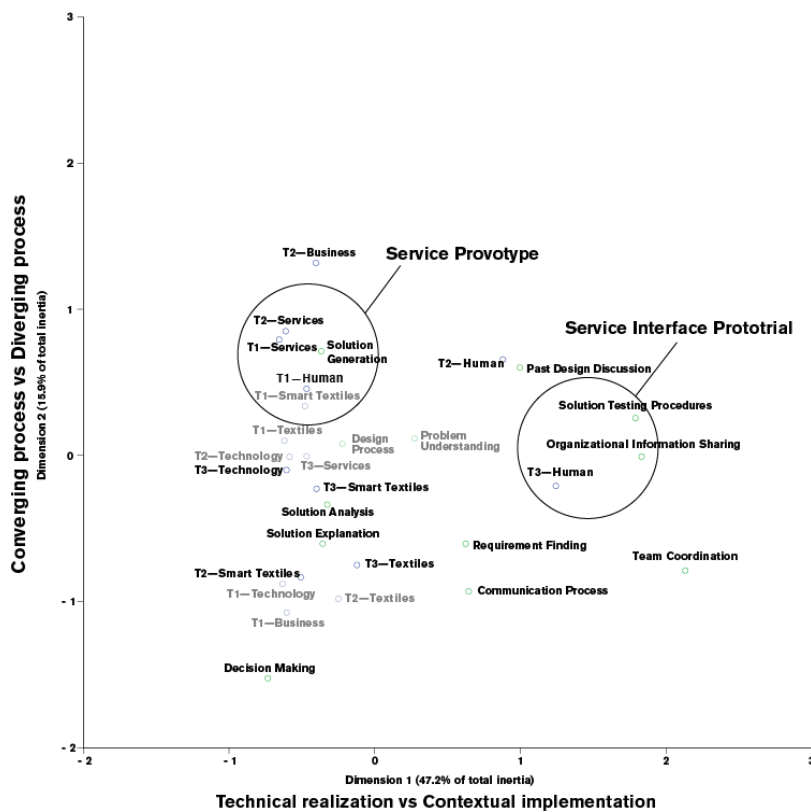 3
2
1
0
- 1
- 2
Converging process vs Diverging process
Dimension 2 (15.9% of total inertia)
T2—Business
Service Provotype
T2—Services
T1—Services
Solution
Generation
T1—Human
T1—Smart Textiles
Service Interface Prototrial
T2—Human
Past Design Discussion
Solution Testing Procedures
Organizational Information Sharing
T3—Human
T1—Textiles
Design
Process
Problem
Understanding
T2—Technology
T3—Services
T3—Technology
T3—Smart Textiles
Solution Analysis
Solution Explanation
Requirement Finding
Team Coordination
T3—Textiles
T2—Smart Textiles
T1—Technology
T2—Textiles
Communication Process
T1—Business
Decision Making
- 2
- 1
0
1
2
3
Dimension 1 (47.2% of total inertia)
Technical realization vs Contextual implementation